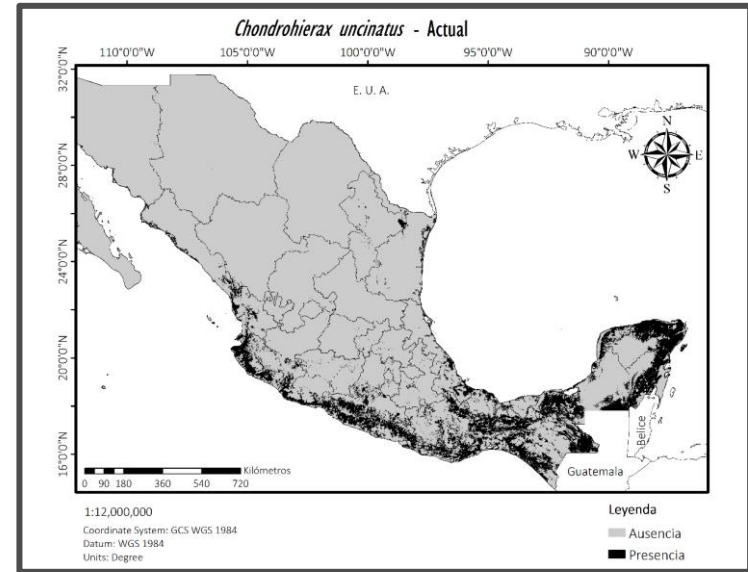 Chondrohierax uncinatus - Actual
110°0'0"W 105°0'0"W 100°0'0"W 95°0'0"W 90°0'0"W
32°0'0"N
28°0'0"N
24°0'0"N
20°0'0"N
16°0'0"N
E. U. A.
N
W E
S
Belice
Guatemala
Kilómetros
0 90 180 360 540 720
1:12,000,000
Coordinate System: GCS WGS 1984
Datum: WGS 1984
Units: Degree
Leyenda
Ausencia
Presencia